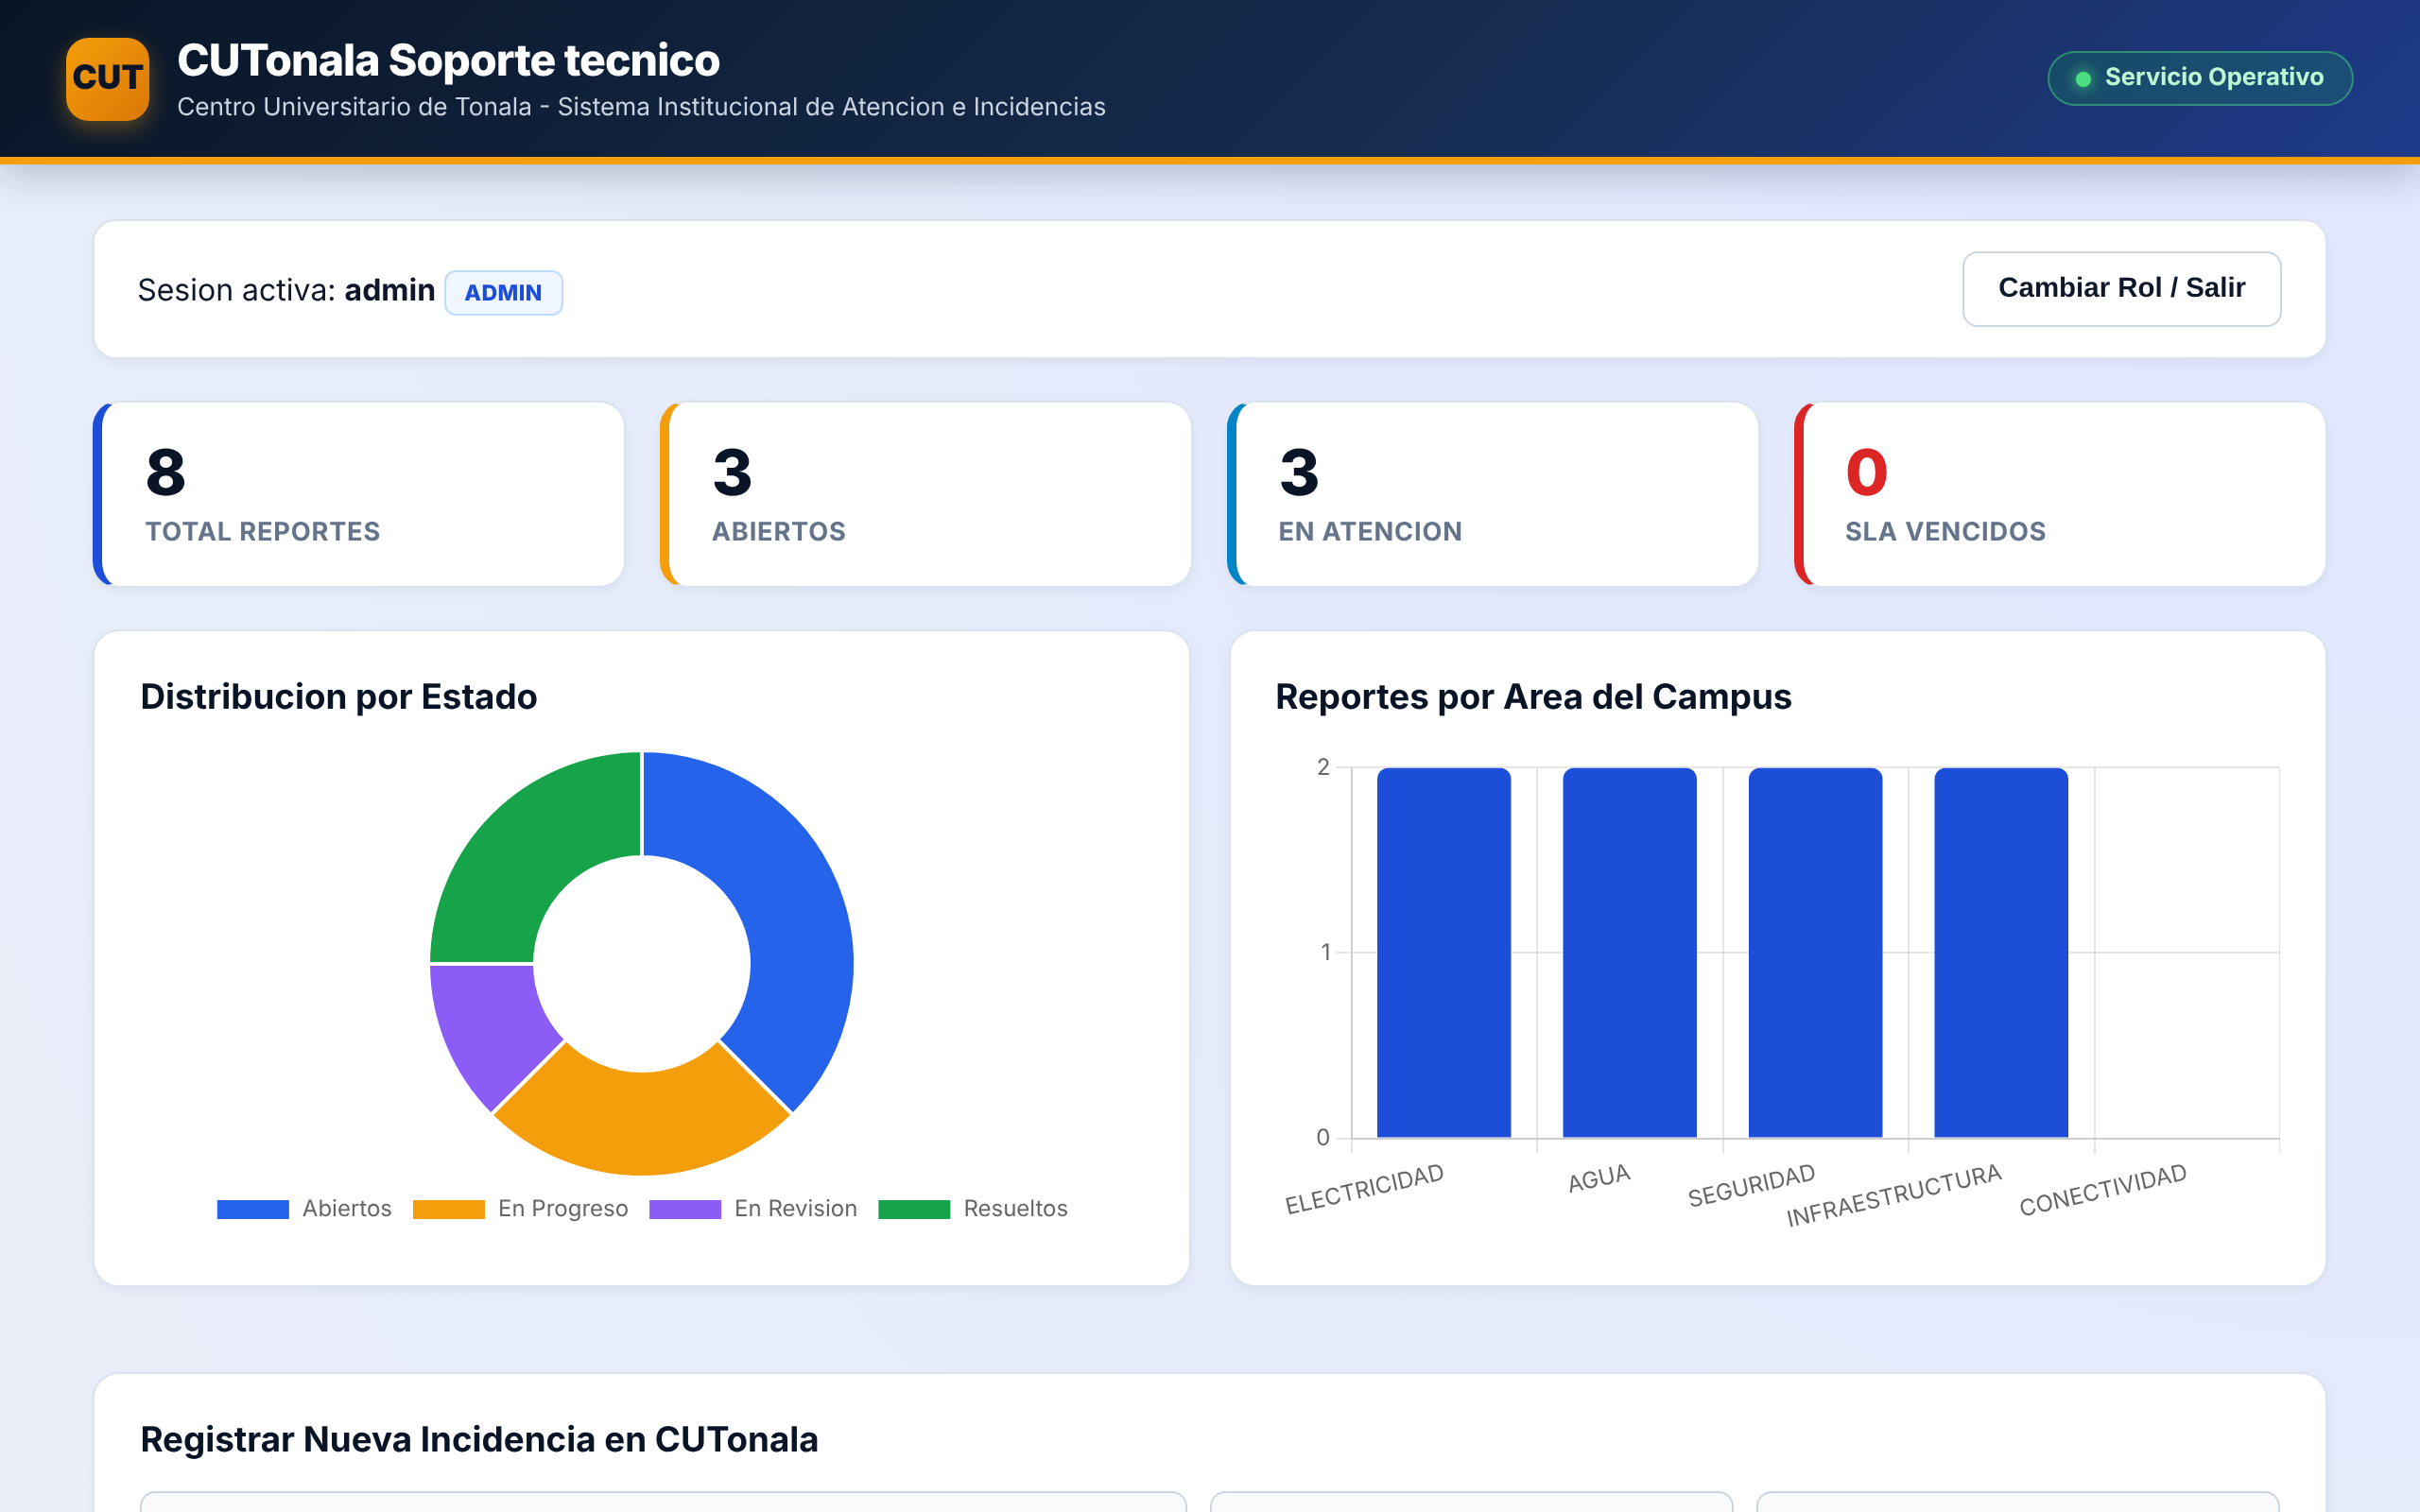 CUT
CUTonala Soporte tecnico
Centro Universitario de Tonala - Sistema Institucional de Atencion e Incidencias
Servicio Operativo
Sesion activa: admin ADMIN
Cambiar Rol / Salir
8
TOTAL REPORTES
3
ABIERTOS
3
EN ATENCION
0
SLA VENCIDOS
Distribucion por Estado
Abiertos En Progreso En Revision Resueltos
Reportes por Area del Campus
2
1
0
ELECTRICIDAD AGUA SEGURIDAD INFRAESTRUCTURA CONECTIVIDAD
Registrar Nueva Incidencia en CUTonala